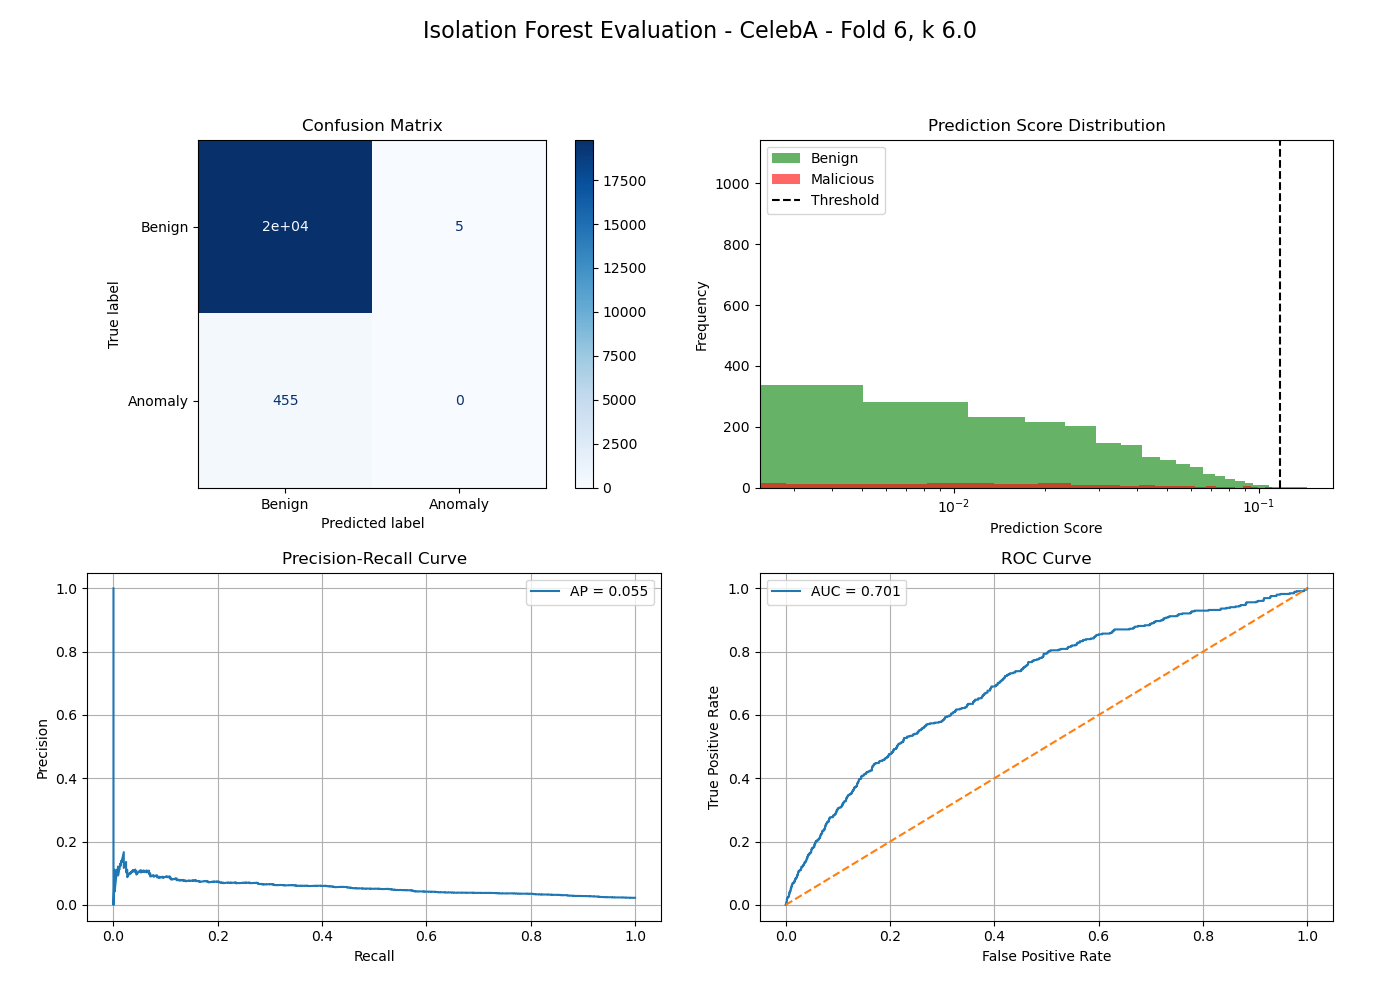 Isolation Forest Evaluation - CelebA - Fold 6, k 6.0
Confusion Matrix
True label
Benign
Anomaly
2e+04
5
455
0
Benign
Anomaly
Predicted label
17500
15000
12500
10000
7500
5000
2500
0
Prediction Score Distribution
Benign
Malicious
Threshold
Frequency
1000
800
600
400
200
0
10⁻²
10⁻¹
Prediction Score
Precision-Recall Curve
AP = 0.055
Precision
1.0
0.8
0.6
0.4
0.2
0.0
0.0
0.2
0.4
0.6
0.8
1.0
Recall
ROC Curve
AUC = 0.701
True Positive Rate
1.0
0.8
0.6
0.4
0.2
0.0
0.0
0.2
0.4
0.6
0.8
1.0
False Positive Rate